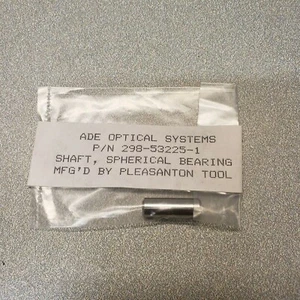 ADE OPTICAL SYSTEMS
P/N 298-53225-1
SHAFT, SPHERICAL BEARING
MFG'D BY PLEASANTON TOOL